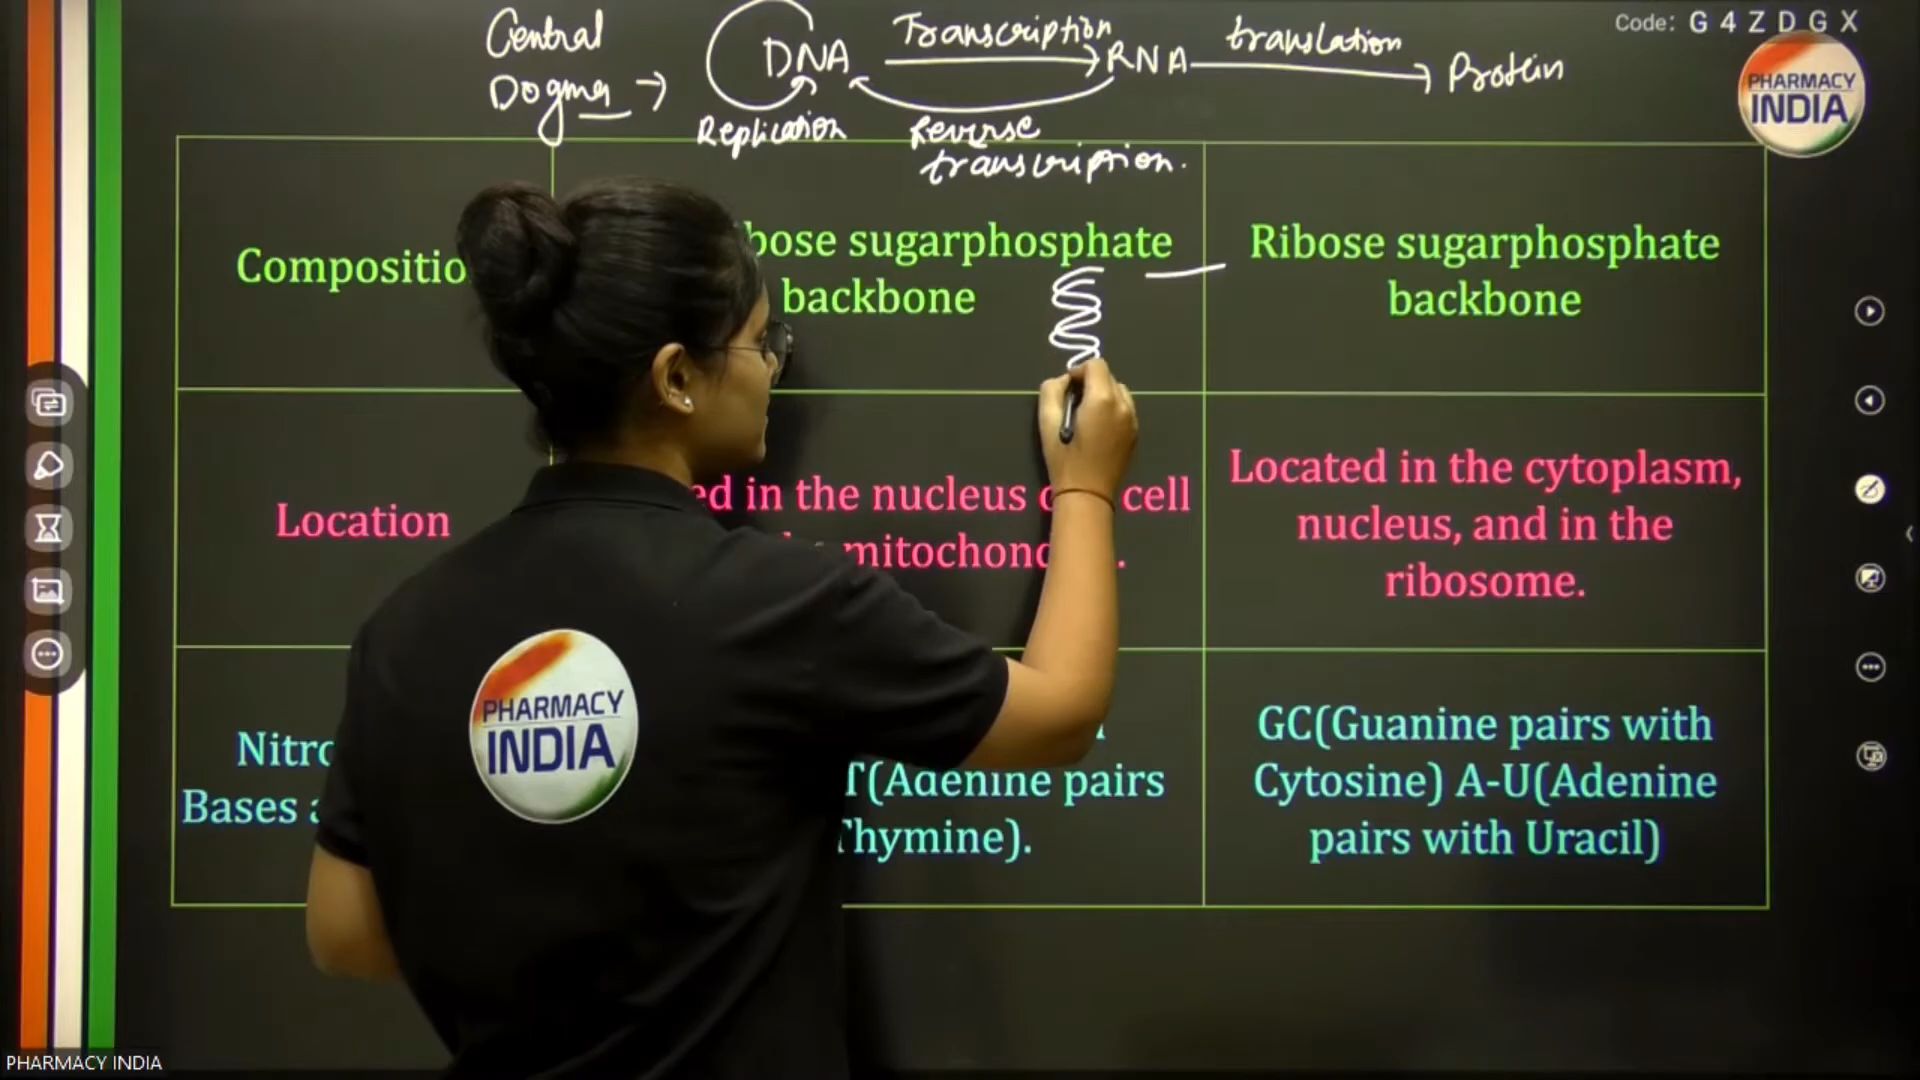 Code: G 4 Z D G X
Central
Dogma →
DNA
Transcription
RNA
translation
Protein
Replication
Reverse
transcription.
PHARMACY
INDIA
Compositio
bose sugarphosphate
backbone
Ribose sugarphosphate
backbone
Location
ed in the nucleus cell
mitochond .
Located in the cytoplasm,
nucleus, and in the
ribosome.
Nitro
Bases
T(Adenine pairs
Thymine).
GC(Guanine pairs with
Cytosine) A-U(Adenine
pairs with Uracil)
PHARMACY
INDIA
PHARMACY INDIA